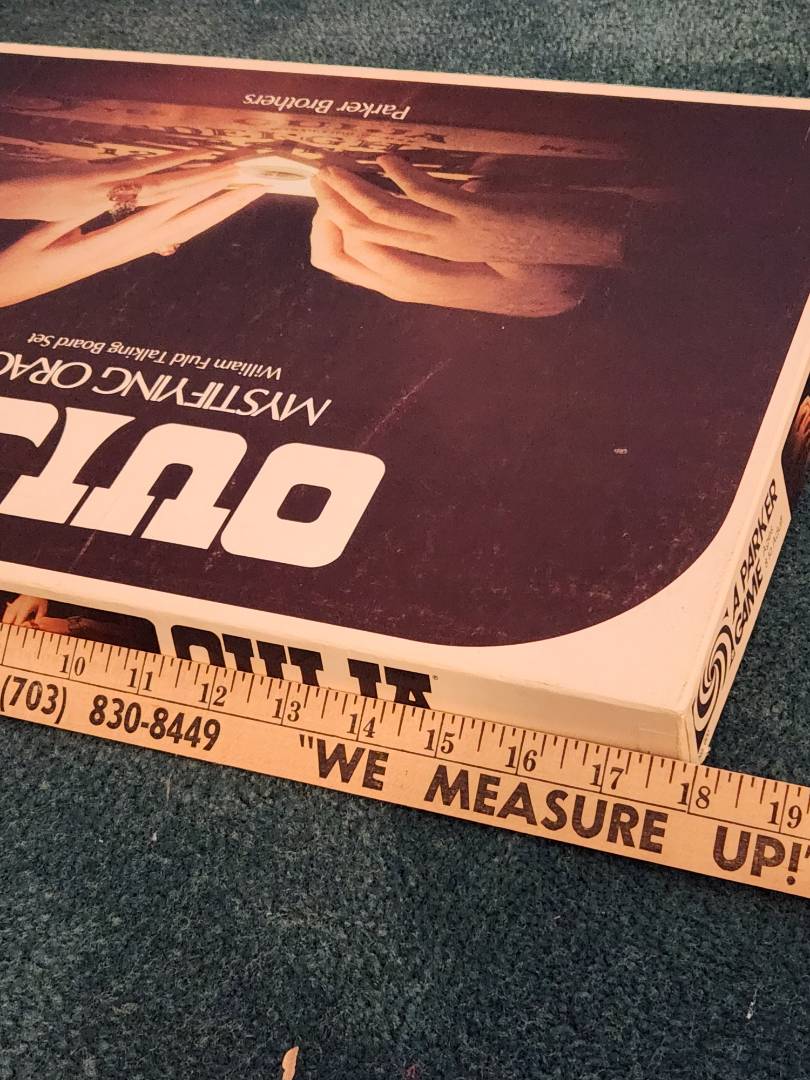 Parker Brothers
William Fuld Talking Board Set
MYSTIFYING ORAC
OUIJ
OUIJA
A PARKER
GAME
10 11 12 13 14 15 16 17 18 19
(703) 830-8449 "WE MEASURE UP!"